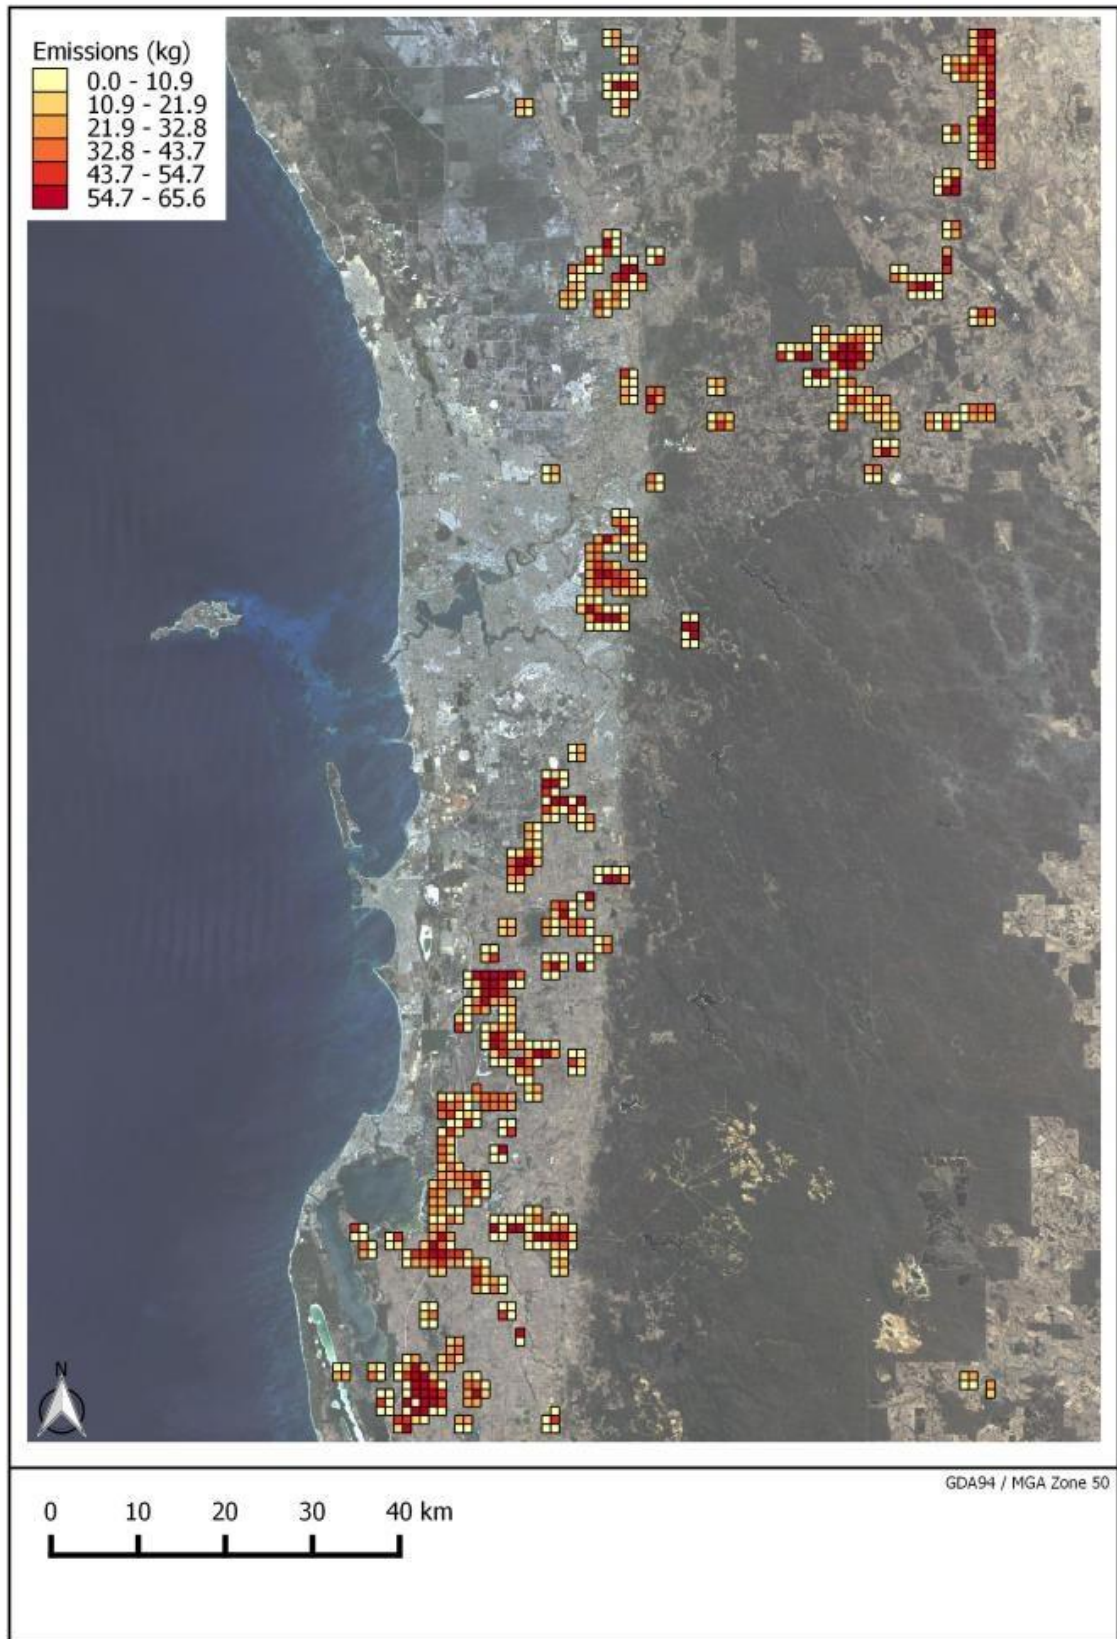 Emissions (kg)
0.0 - 10.9
10.9 - 21.9
21.9 - 32.8
32.8 - 43.7
43.7 - 54.7
54.7 - 65.6
N
GDA94 / MGA Zone 50
0 10 20 30 40 km